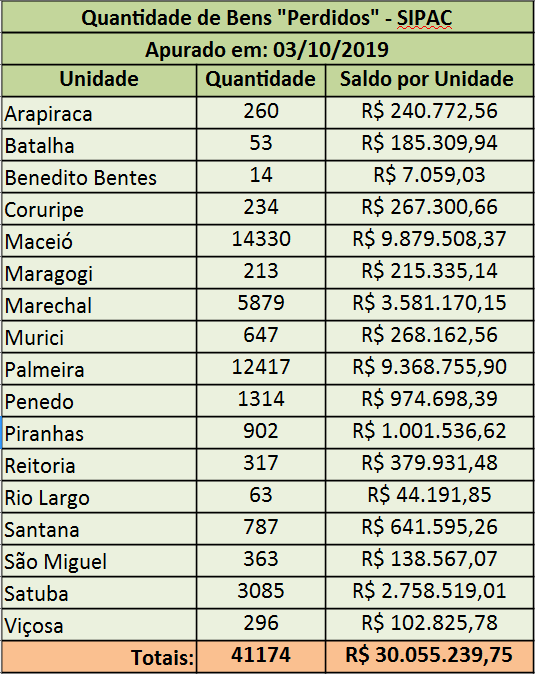 Quantidade de Bens "Perdidos" - SIPAC
Apurado em: 03/10/2019
Unidade Quantidade Saldo por Unidade
Arapiraca 260 R$ 240.772,56
Batalha 53 R$ 185.309,94
Benedito Bentes 14 R$ 7.059,03
Coruripe 234 R$ 267.300,66
Maceió 14330 R$ 9.879.508,37
Maragogi 213 R$ 215.335,14
Marechal 5879 R$ 3.581.170,15
Murici 647 R$ 268.162,56
Palmeira 12417 R$ 9.368.755,90
Penedo 1314 R$ 974.698,39
Piranhas 902 R$ 1.001.536,62
Reitoria 317 R$ 379.931,48
Rio Largo 63 R$ 44.191,85
Santana 787 R$ 641.595,26
São Miguel 363 R$ 138.567,07
Satuba 3085 R$ 2.758.519,01
Viçosa 296 R$ 102.825,78
Totais: 41174 R$ 30.055.239,75